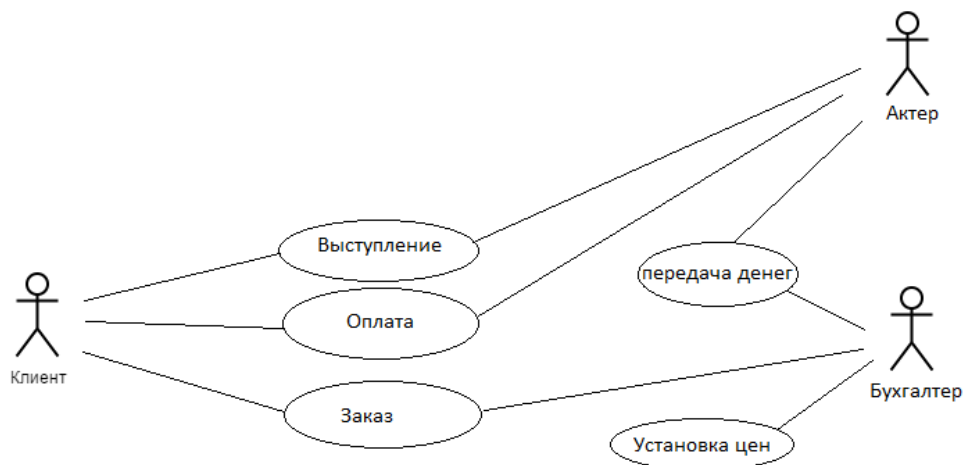 Актер
Выступление
передача денег
Оплата
Клиент
Бухгалтер
Заказ
Установка цен